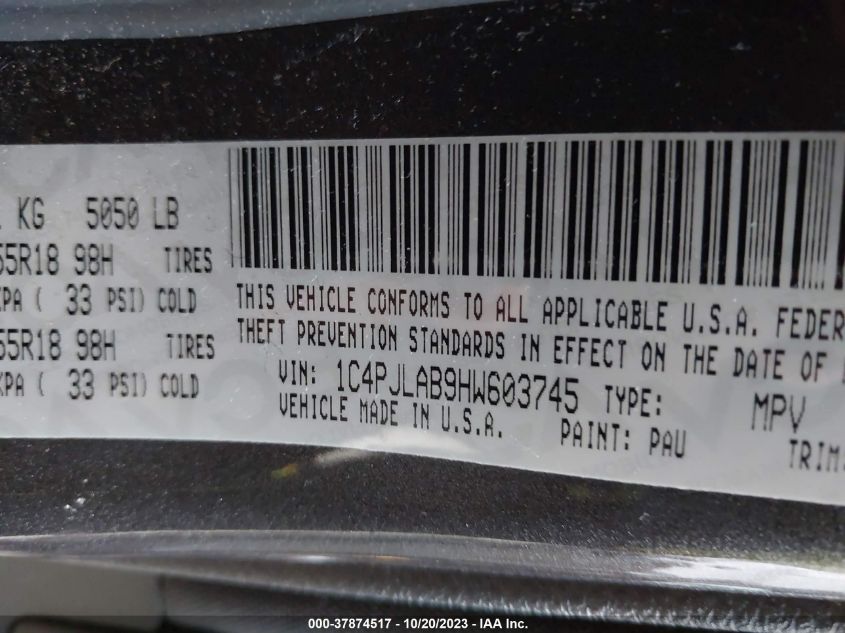 KG 5050 LB
55R18 98H TIRES
KPA ( 33 PSI) COLD
55R18 98H TIRES
KPA ( 33 PSI) COLD
THIS VEHICLE CONFORMS TO ALL APPLICABLE U.S.A. FEDER
THEFT PREVENTION STANDARDS IN EFFECT ON THE DATE OF
VIN: 1C4PJLAB9HW603745 TYPE: MPV
VEHICLE MADE IN U.S.A. PAINT: PAU
TRIM:
000-37874517 - 10/20/2023 - IAA Inc.